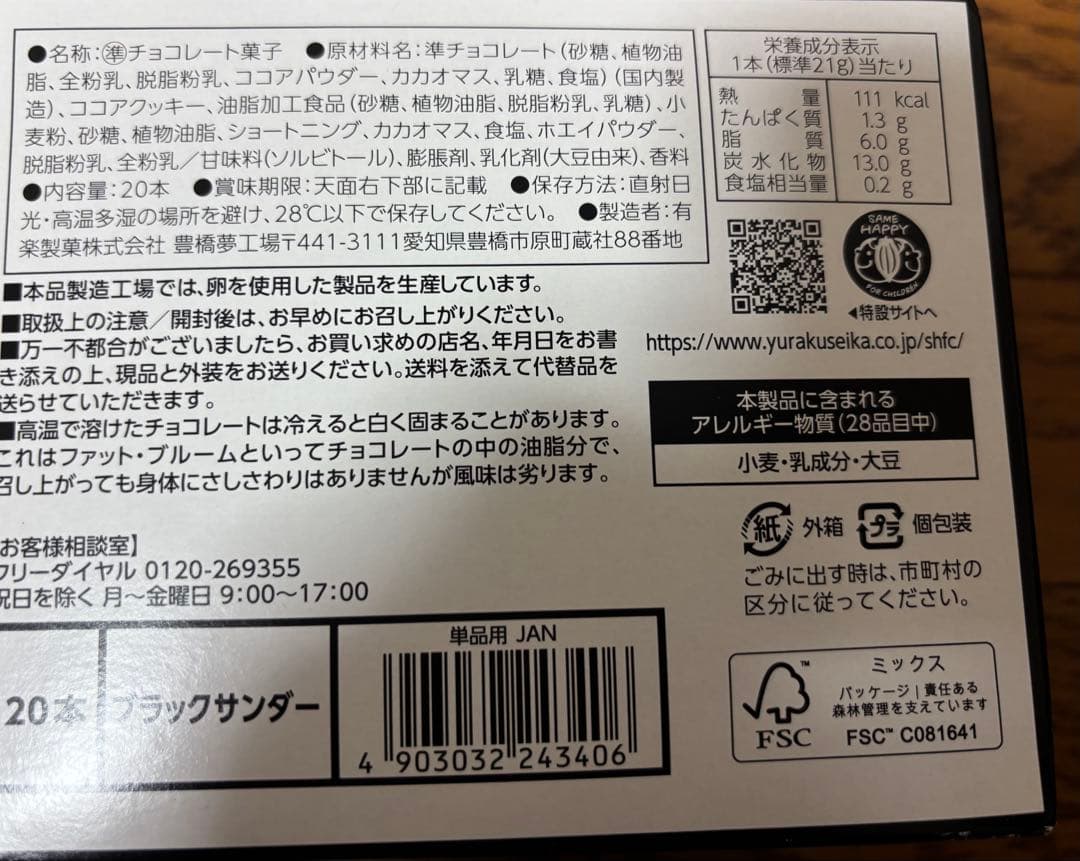 ●名称:㊜チョコレート菓子 ●原材料名:準チョコレート(砂糖、植物油
脂、全粉乳、脱脂粉乳、ココアパウダー、カカオマス、乳糖、食塩)(国内製
造)、ココアクッキー、油脂加工食品(砂糖、植物油脂、脱脂粉乳、乳糖)、小
麦粉、砂糖、植物油脂、ショートニング、カカオマス、食塩、ホエイパウダー、
脱脂粉乳、全粉乳/甘味料(ソルビトール)、膨脹剤、乳化剤(大豆由来)、香料
●内容量:20本 ●賞味期限:天面右下部に記載 ●保存方法:直射日
光・高温多湿の場所を避け、28℃以下で保存してください。 ●製造者:有
楽製菓株式会社 豊橋夢工場〒441-3111愛知県豊橋市原町蔵社88番地
栄養成分表示
1本(標準21g)当たり
熱量 111 kcal
たんぱく質 1.3 g
脂質 6.0 g
炭水化物 13.0 g
食塩相当量 0.2 g
SAME HAPPY
FOR CHILDREN
◀特設サイトへ
https://www.yurakuseika.co.jp/shfc/
■本品製造工場では、卵を使用した製品を生産しています。
■取扱上の注意/開封後は、お早めにお召し上がりください。
■万一不都合がございましたら、お買い求めの店名、年月日をお書
き添えの上、現品と外装をお送りください。送料を添えて代替品を
送らせていただきます。
■高温で溶けたチョコレートは冷えると白く固まることがあります。
これはファット・ブルームといってチョコレートの中の油脂分で、
召し上がっても身体にさしさわりはありませんが風味は劣ります。
本製品に含まれる
アレルギー物質(28品目中)
小麦・乳成分・大豆
紙 外箱 プラ 個包装
ごみに出す時は、市町村の
区分に従ってください。
お客様相談室】
フリーダイヤル 0120-269355
祝日を除く 月〜金曜日 9:00〜17:00
20本
ブラックサンダー
単品用 JAN
4 903032 243406
FSC
ミックス
パッケージ|責任ある
森林管理を支えています
FSC™ C081641